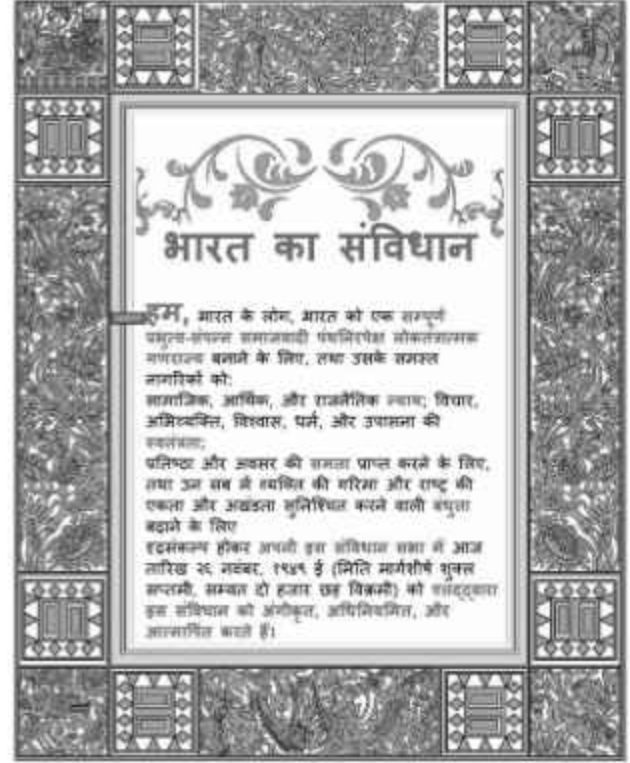 भारत का संविधान
हम, भारत के लोग, भारत को एक सम्पूर्ण
प्रभुत्व-संपन्न समाजवादी पंथनिरपेक्ष लोकतंत्रात्मक
गणराज्य बनाने के लिए, तथा उसके समस्त
नागरिकों को:
सामाजिक, आर्थिक, और राजनैतिक न्याय; विचार,
अभिव्यक्ति, विश्वास, धर्म, और उपासना की
स्वतंत्रता;
प्रतिष्ठा और अवसर की समता प्राप्त करने के लिए,
तथा उन सब में व्यक्ति की गरिमा और राष्ट्र की
एकता और अखंडता सुनिश्चित करने वाली बंधुता
बढ़ाने के लिए
दृढ़संकल्प होकर अपनी इस संविधान सभा में आज
तारिख २६ नवंबर, १९४९ ई (मिति मार्गशीर्ष शुक्ल
सप्तमी, सम्वत दो हजार छह विक्रमी) को
इस संविधान को अंगीकृत, अधिनियमित, और
आत्मार्पित करते हैं।